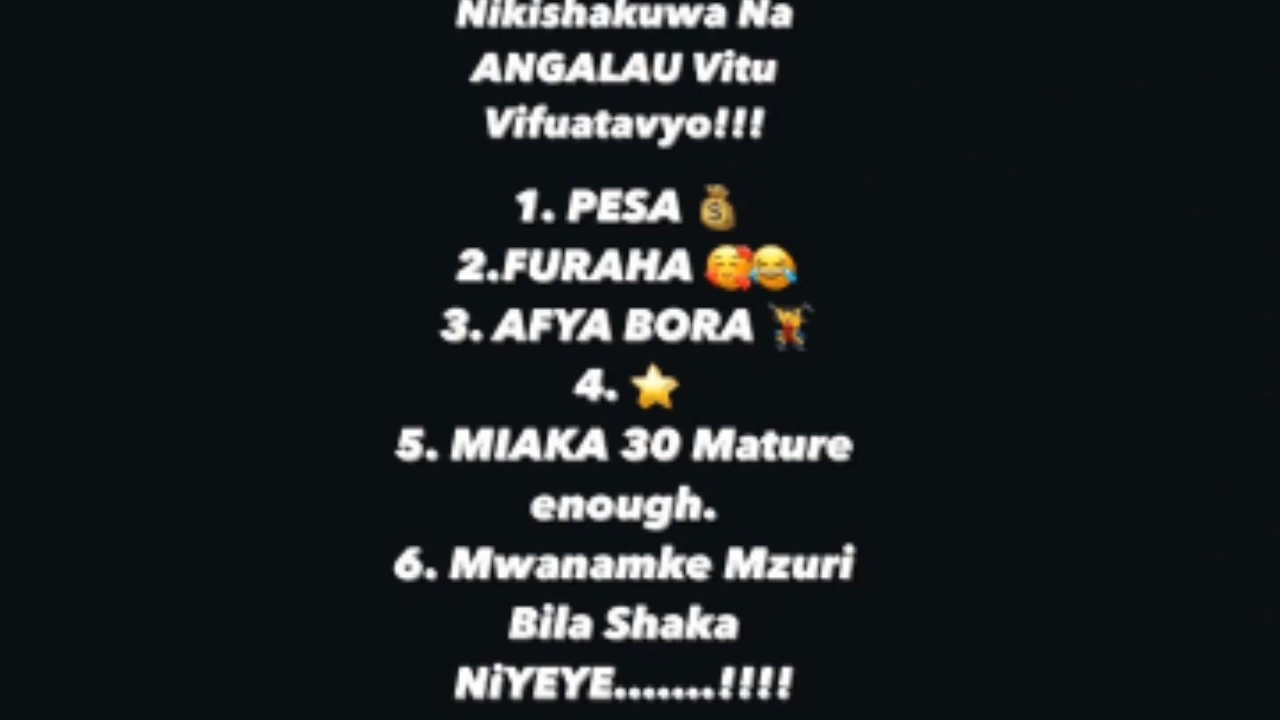 Nikishakuwa Na
ANGALAU Vitu
Vifuatavyo!!!
1. PESA 💰
2.FURAHA 🥰😂
3. AFYA BORA 🏋️
4. ⭐
5. MIAKA 30 Mature
enough.
6. Mwanamke Mzuri
Bila Shaka
NiYEYE.......!!!!